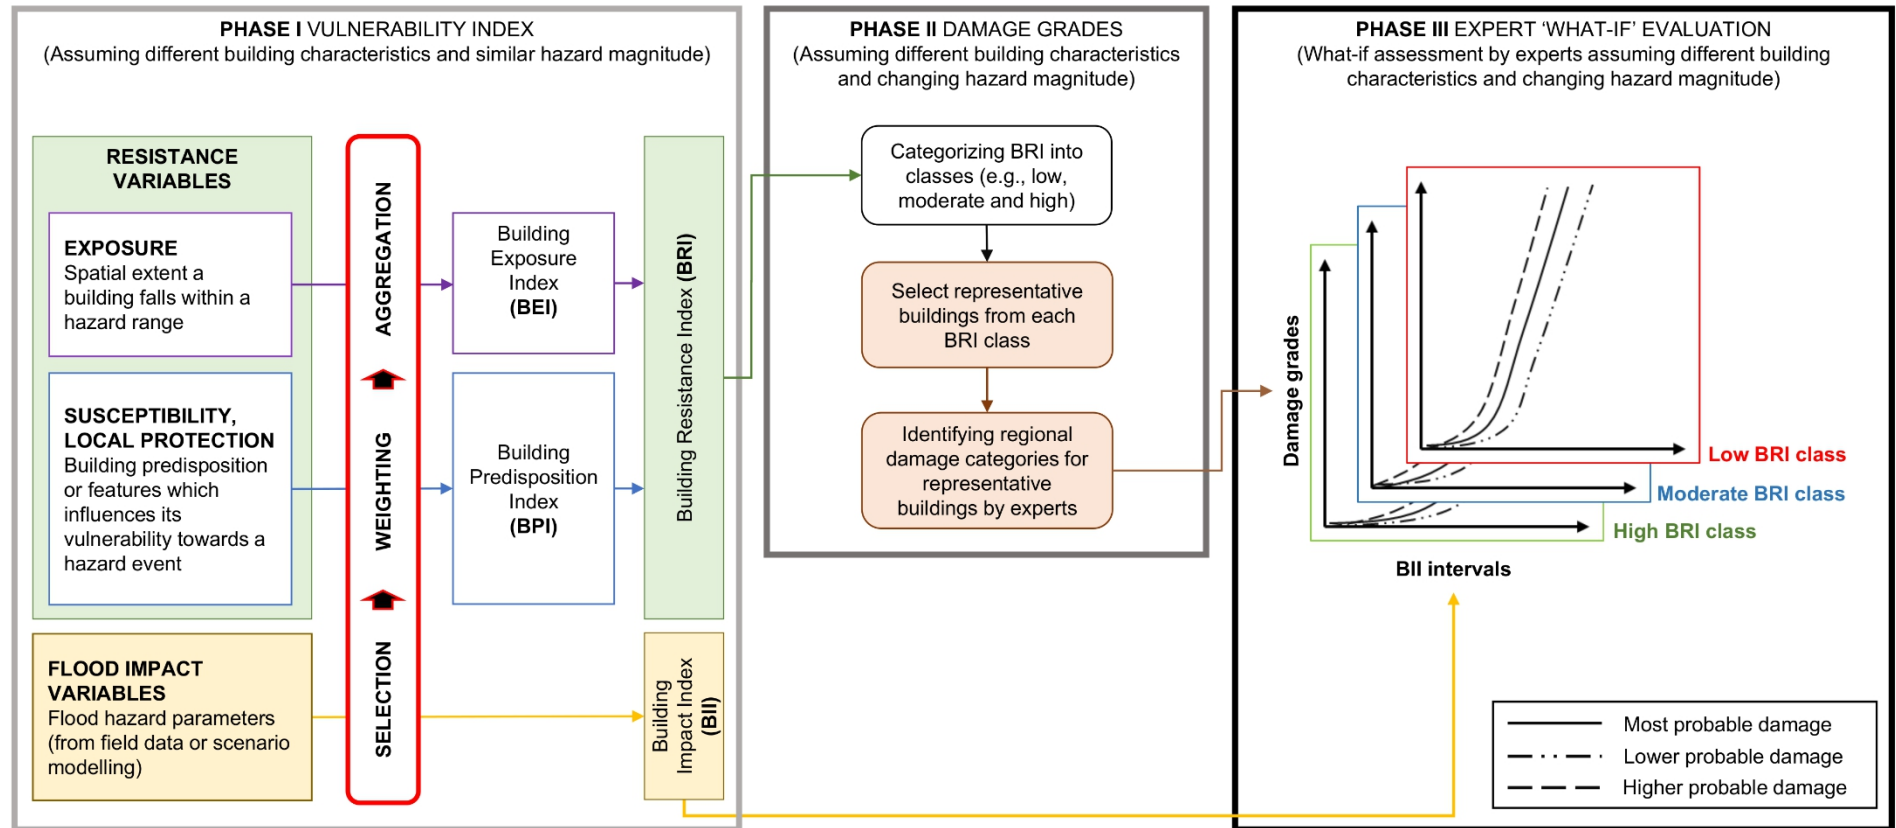 PHASE I VULNERABILITY INDEX
(Assuming different building characteristics and similar hazard magnitude)
RESISTANCE
VARIABLES
EXPOSURE
Spatial extent a
building falls within a
hazard range
SUSCEPTIBILITY,
LOCAL PROTECTION
Building predisposition
or features which
influences its
vulnerability towards a
hazard event
FLOOD IMPACT
VARIABLES
Flood hazard parameters
(from field data or scenario
modelling)
AGGREGATION
WEIGHTING
SELECTION
Building
Exposure
Index
(BEI)
Building
Predisposition
Index
(BPI)
Building Resistance Index (BRI)
Building
Impact Index
(BII)
PHASE II DAMAGE GRADES
(Assuming different building characteristics
and changing hazard magnitude)
Categorizing BRI into
classes (e.g., low,
moderate and high)
Select representative
buildings from each
BRI class
Identifying regional
damage categories for
representative
buildings by experts
PHASE III EXPERT ‘WHAT-IF’ EVALUATION
(What-if assessment by experts assuming different building
characteristics and changing hazard magnitude)
Damage grades
Low BRI class
Moderate BRI class
High BRI class
BII intervals
Most probable damage
Lower probable damage
Higher probable damage